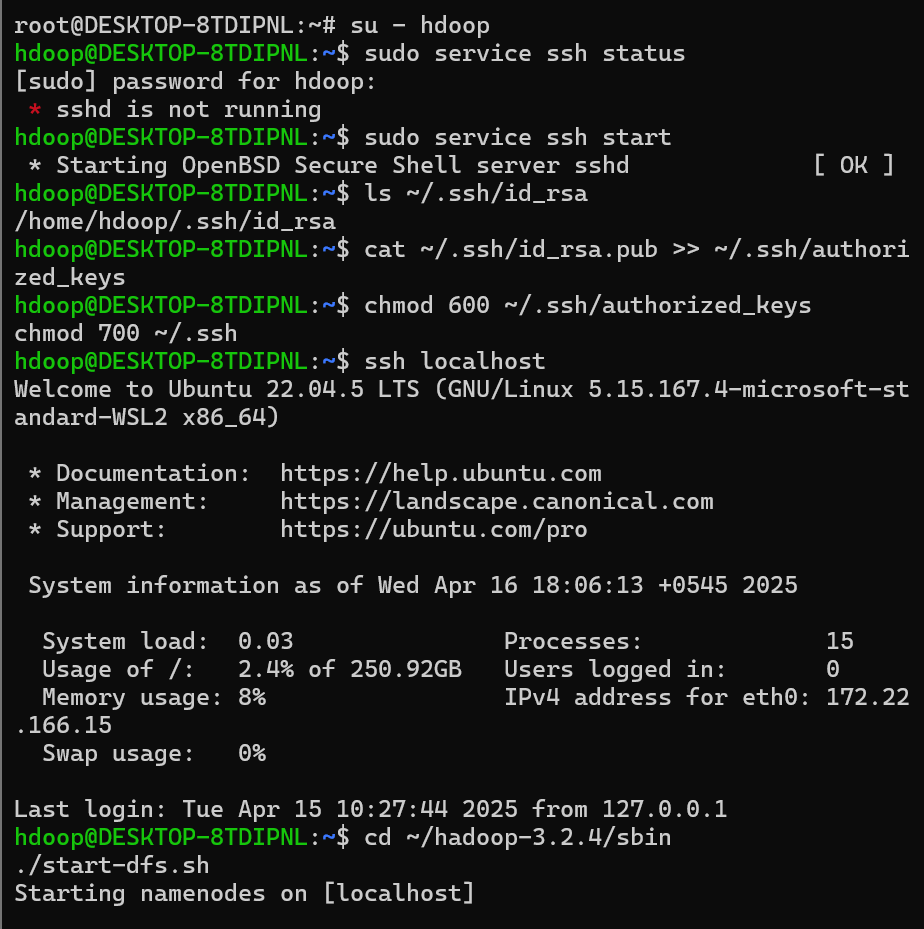 root@DESKTOP-8TDIPNL:~# su - hdoop
hdoop@DESKTOP-8TDIPNL:~$ sudo service ssh status
[sudo] password for hdoop:
 * sshd is not running
hdoop@DESKTOP-8TDIPNL:~$ sudo service ssh start
 * Starting OpenBSD Secure Shell server sshd             [ OK ]
hdoop@DESKTOP-8TDIPNL:~$ ls ~/.ssh/id_rsa
/home/hdoop/.ssh/id_rsa
hdoop@DESKTOP-8TDIPNL:~$ cat ~/.ssh/id_rsa.pub >> ~/.ssh/authori
zed_keys
hdoop@DESKTOP-8TDIPNL:~$ chmod 600 ~/.ssh/authorized_keys
chmod 700 ~/.ssh
hdoop@DESKTOP-8TDIPNL:~$ ssh localhost
Welcome to Ubuntu 22.04.5 LTS (GNU/Linux 5.15.167.4-microsoft-st
andard-WSL2 x86_64)

 * Documentation:  https://help.ubuntu.com
 * Management:     https://landscape.canonical.com
 * Support:        https://ubuntu.com/pro

 System information as of Wed Apr 16 18:06:13 +0545 2025

  System load:  0.03               Processes:             15
  Usage of /:   2.4% of 250.92GB   Users logged in:       0
  Memory usage: 8%                 IPv4 address for eth0: 172.22
.166.15
  Swap usage:   0%

Last login: Tue Apr 15 10:27:44 2025 from 127.0.0.1
hdoop@DESKTOP-8TDIPNL:~$ cd ~/hadoop-3.2.4/sbin
./start-dfs.sh
Starting namenodes on [localhost]